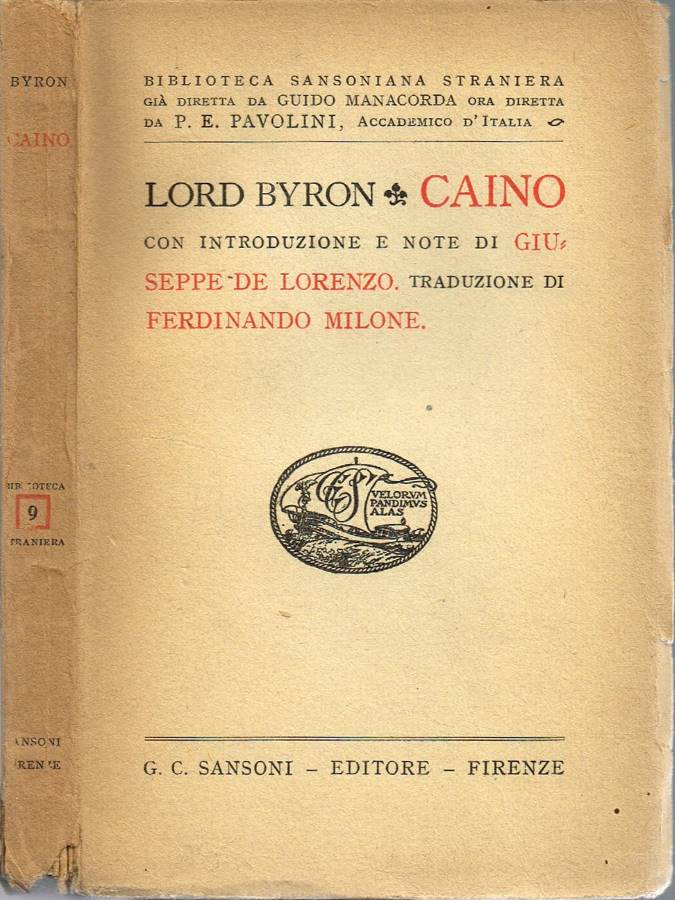 BYRON
CAINO
9
BIBLIOTECA SANSONIANA STRANIERA
GIÀ DIRETTA DA GUIDO MANACORDA ORA DIRETTA
DA P. E. PAVOLINI, ACCADEMICO D'ITALIA
LORD BYRON CAINO
CON INTRODUZIONE E NOTE DI GIU-
SEPPE DE LORENZO. TRADUZIONE DI
FERDINANDO MILONE.
GCS
VELORVM
PANDIMVS
ALAS
G. C. SANSONI – EDITORE – FIRENZE